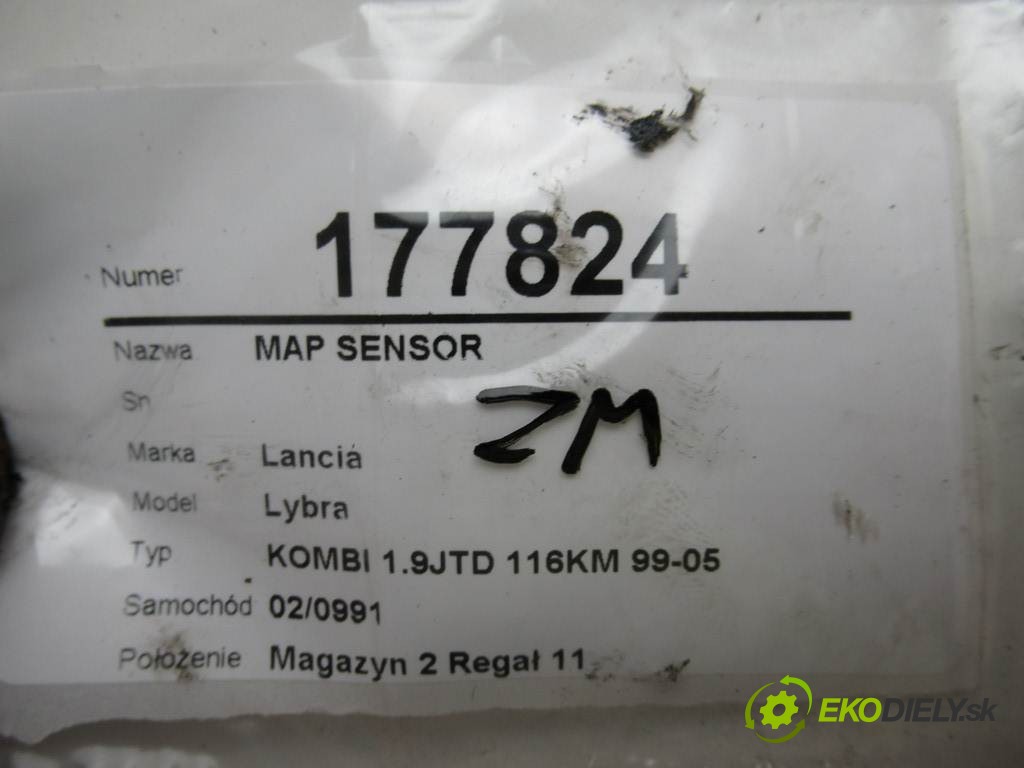 Numer 177824
Nazwa MAP SENSOR
Sn
ZM
Marka Lancia
Model Lybra
Typ KOMBI 1.9JTD 116KM 99-05
Samochód 02/0991
Położenie Magazyn 2 Regał 11
EKODIELY.sk